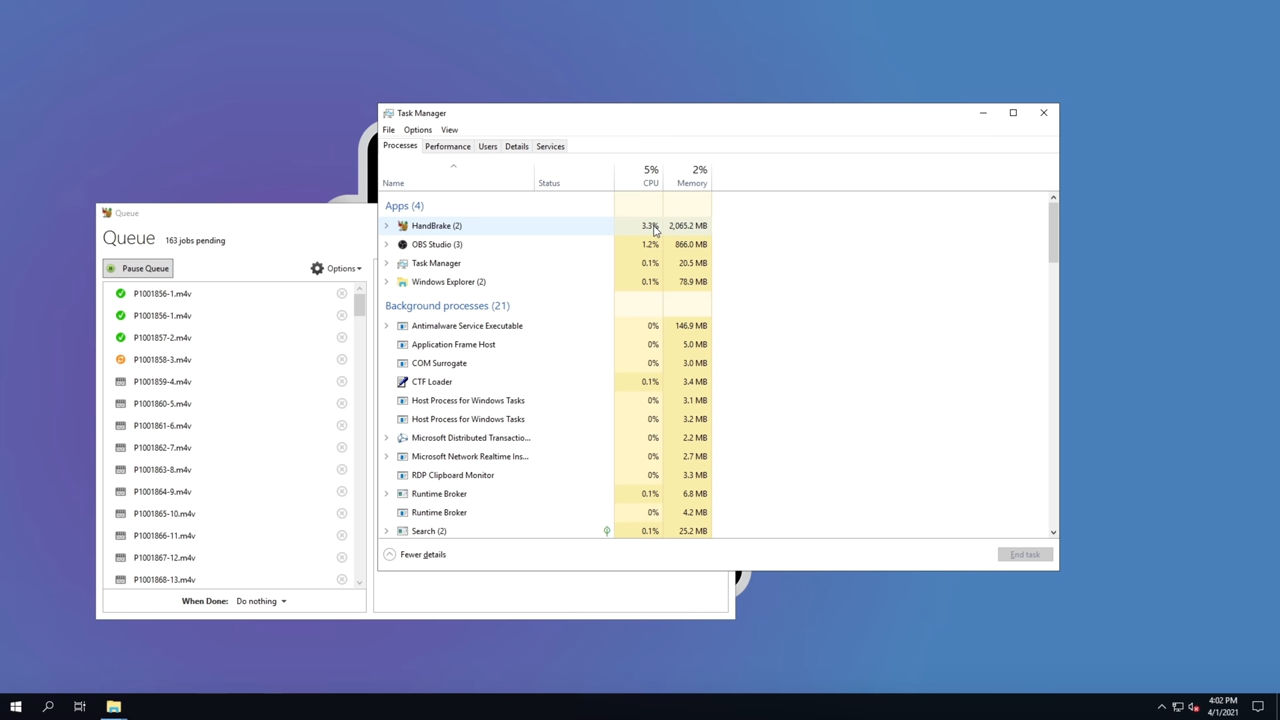 Task Manager
File Options View
Processes Performance Users Details Services
5% 2%
Name Status CPU Memory
Apps (4)
HandBrake (2) 3.3% 2,065.2 MB
OBS Studio (3) 1.2% 866.0 MB
Task Manager 0.1% 20.5 MB
Windows Explorer (2) 0.1% 78.9 MB
Background processes (21)
Antimalware Service Executable 0% 146.9 MB
Application Frame Host 0% 5.0 MB
COM Surrogate 0% 3.0 MB
CTF Loader 0.1% 3.4 MB
Host Process for Windows Tasks 0% 3.1 MB
Host Process for Windows Tasks 0% 3.2 MB
Microsoft Distributed Transactio... 0% 2.2 MB
Microsoft Network Realtime Ins... 0% 2.7 MB
RDP Clipboard Monitor 0% 3.3 MB
Runtime Broker 0.1% 6.8 MB
Runtime Broker 0% 4.2 MB
Search (2) 0.1% 25.2 MB
Fewer details End task
Queue
Queue 163 jobs pending
Pause Queue Options
P1001856-1.m4v
P1001856-1.m4v
P1001857-2.m4v
P1001858-3.m4v
P1001859-4.m4v
P1001860-5.m4v
P1001861-6.m4v
P1001862-7.m4v
P1001863-8.m4v
P1001864-9.m4v
P1001865-10.m4v
P1001866-11.m4v
P1001867-12.m4v
P1001868-13.m4v
When Done: Do nothing
4:02 PM
4/1/2021